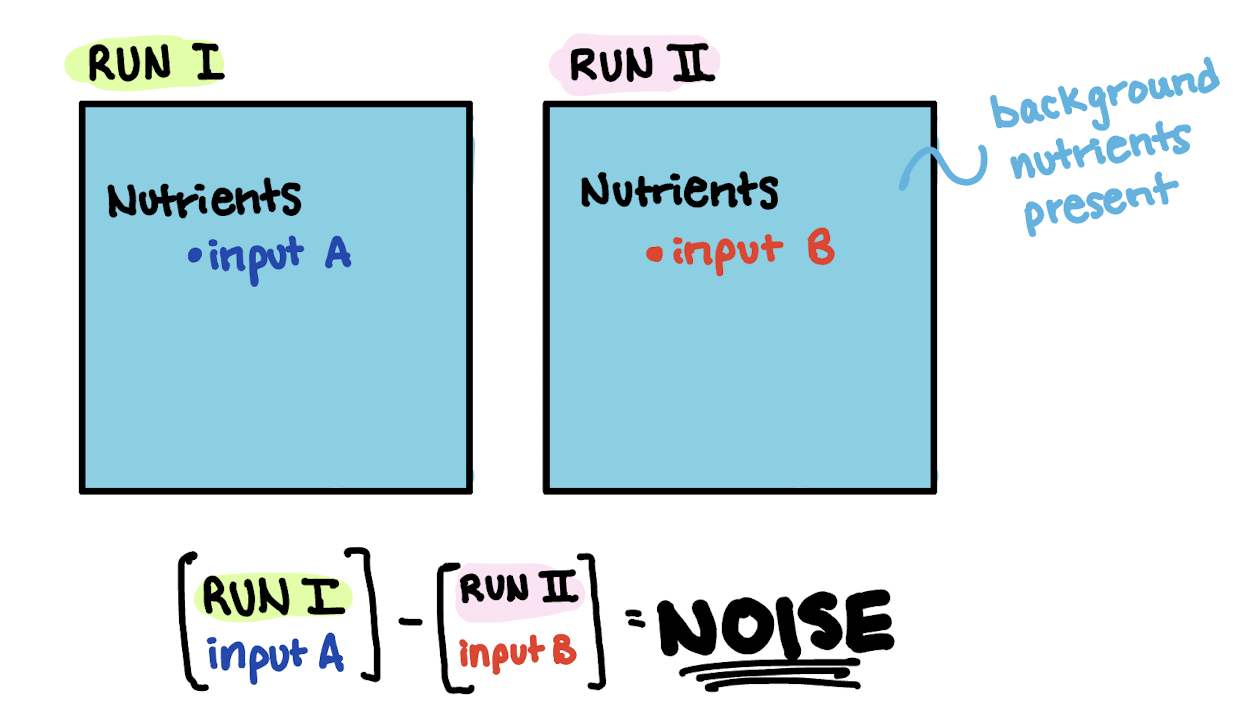 RUN I
RUN II
background
nutrients
present
Nutrients
• input A
Nutrients
• input B
[RUN I input A] - [RUN II input B] = NOISE